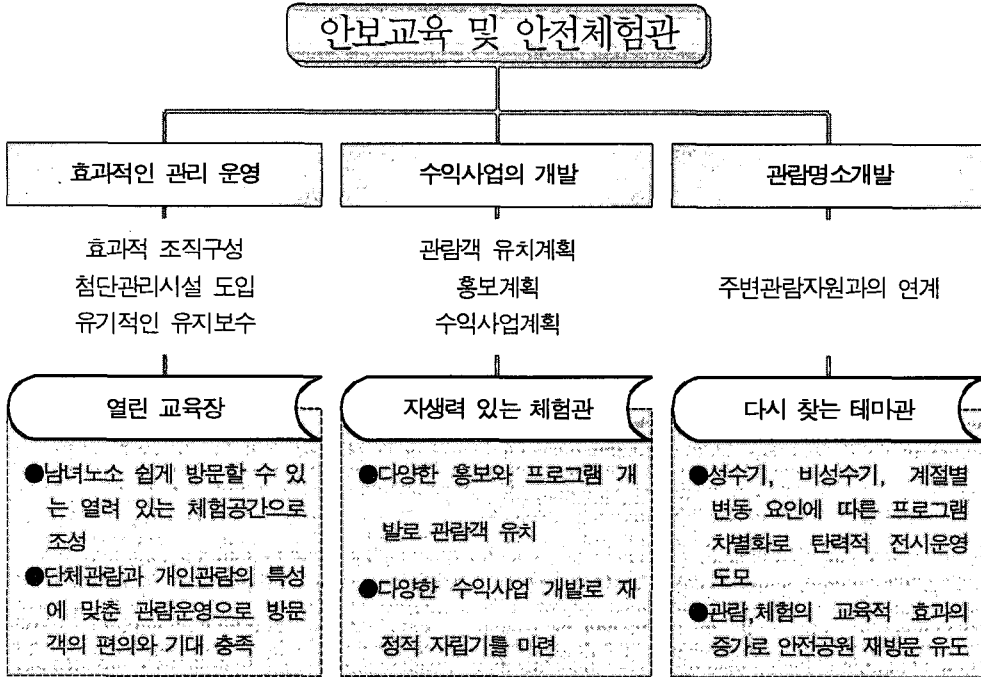 안보교육 및 안전체험관
효과적인 관리 운영
수익사업의 개발
관람명소개발
효과적 조직구성
첨단관리시설 도입
유기적인 유지보수
관람객 유치계획
홍보계획
수익사업계획
주변관람자원과의 연계
열린 교육장
자생력 있는 체험관
다시 찾는 테마관
●남녀노소 쉽게 방문할 수 있
는 열려 있는 체험공간으로
조성
●단체관람과 개인관람의 특성
에 맞춘 관람운영으로 방문
객의 편의와 기대 충족
●다양한 홍보와 프로그램 개
발로 관람객 유치
●다양한 수익사업 개발로 재
정적 자립기틀 마련
●성수기, 비성수기, 계절별
변동 요인에 따른 프로그램
차별화로 탄력적 전시운영
도모
●관람,체험의 교육적 효과의
증가로 안전공원 재방문 유도